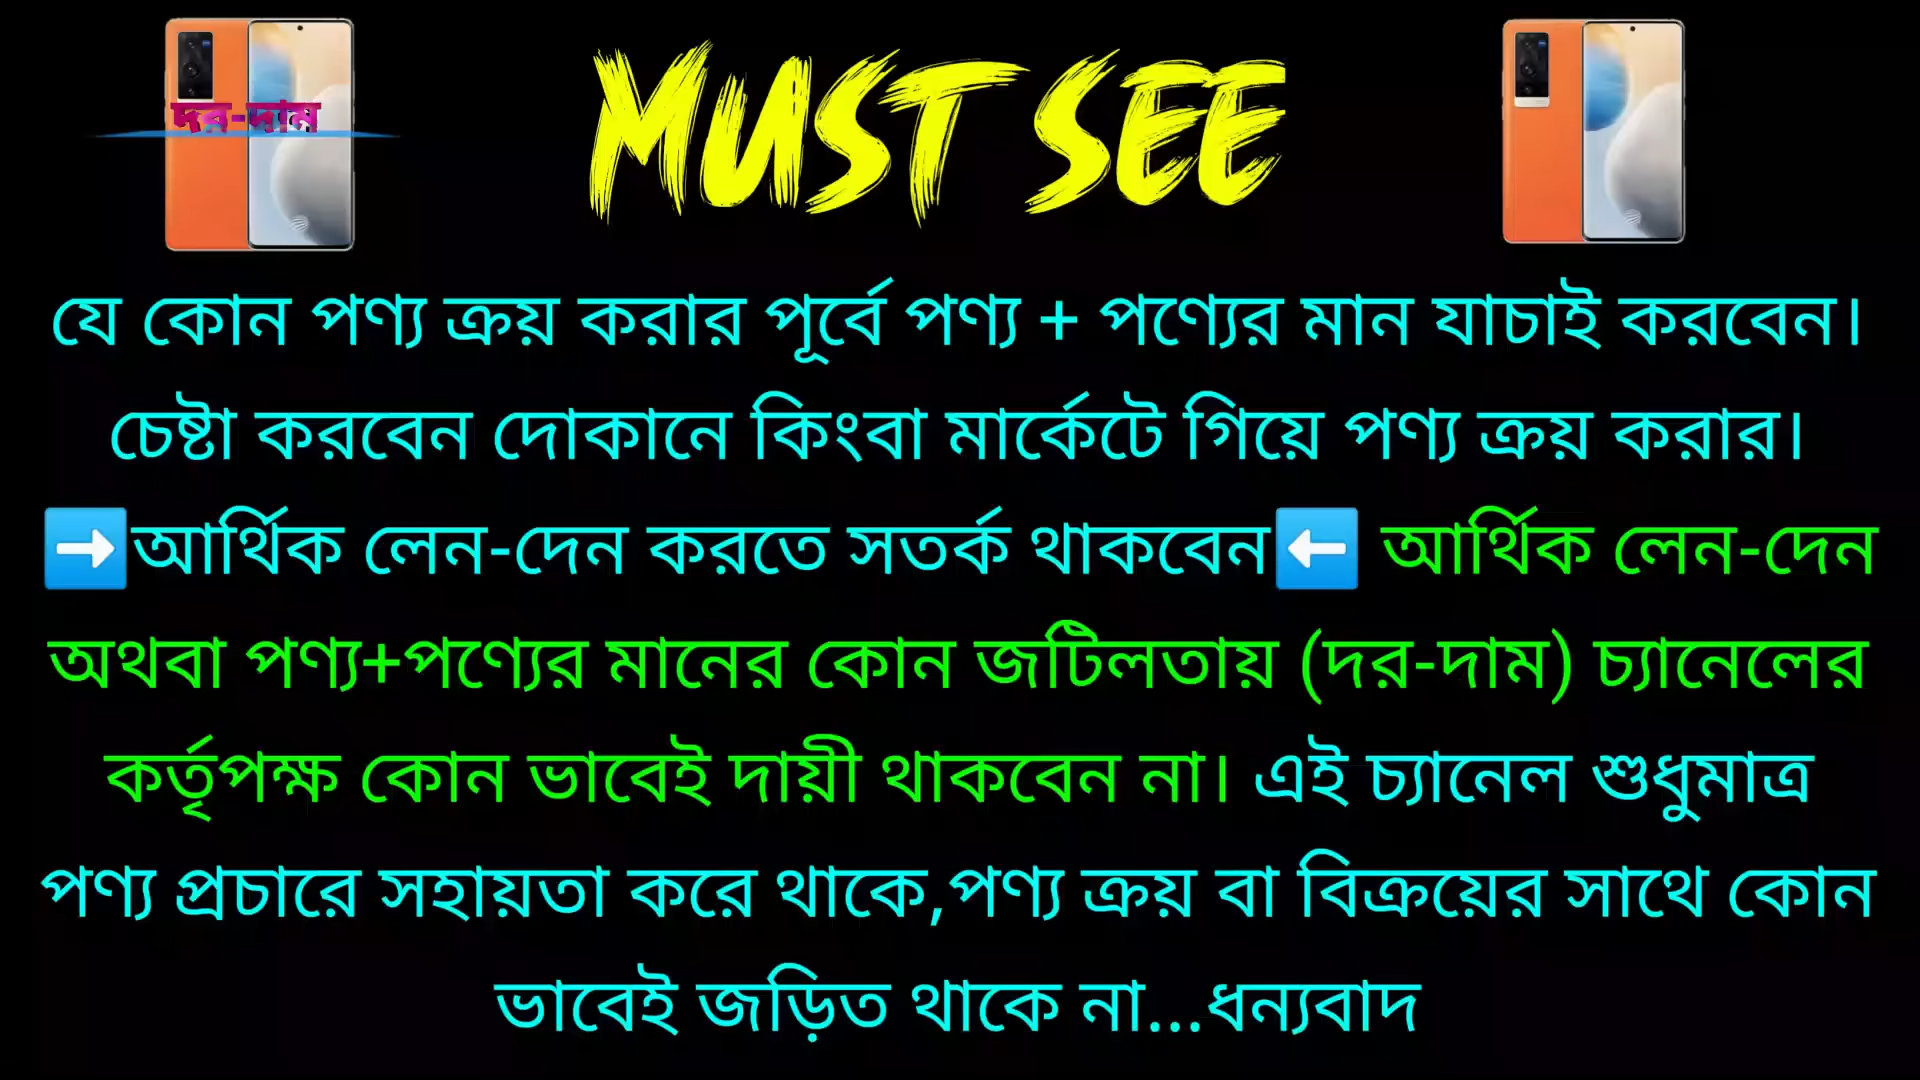 MUST SEE
দর-দাম
যে কোন পণ্য ক্রয় করার পূর্বে পণ্য + পণ্যের মান যাচাই করবেন।
চেষ্টা করবেন দোকানে কিংবা মার্কেটে গিয়ে পণ্য ক্রয় করার।
➡️আর্থিক লেন-দেন করতে সতর্ক থাকবেন⬅️ আর্থিক লেন-দেন
অথবা পণ্য+পণ্যের মানের কোন জটিলতায় (দর-দাম) চ্যানেলের
কর্তৃপক্ষ কোন ভাবেই দায়ী থাকবেন না। এই চ্যানেল শুধুমাত্র
পণ্য প্রচারে সহায়তা করে থাকে,পণ্য ক্রয় বা বিক্রয়ের সাথে কোন
ভাবেই জড়িত থাকে না...ধন্যবাদ